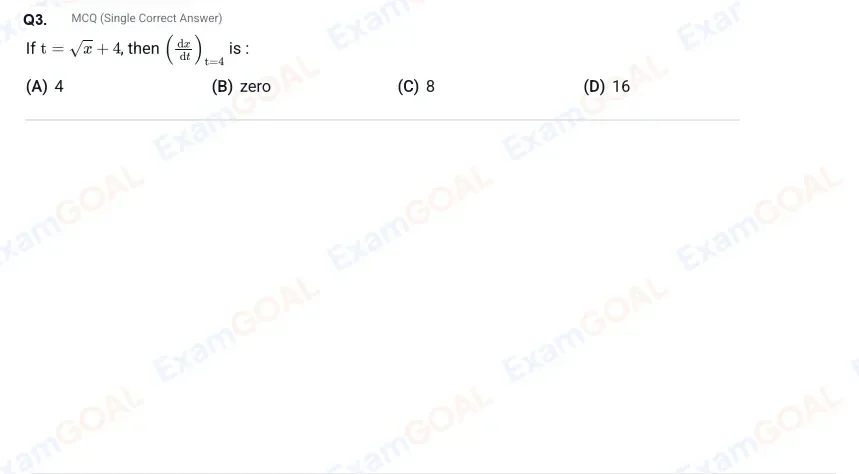 Q3. MCQ (Single Correct Answer)
If t = √x + 4, then (dx/dt)ₜ₌₄ is :
(A) 4 (B) zero (C) 8 (D) 16
ExamGOAL